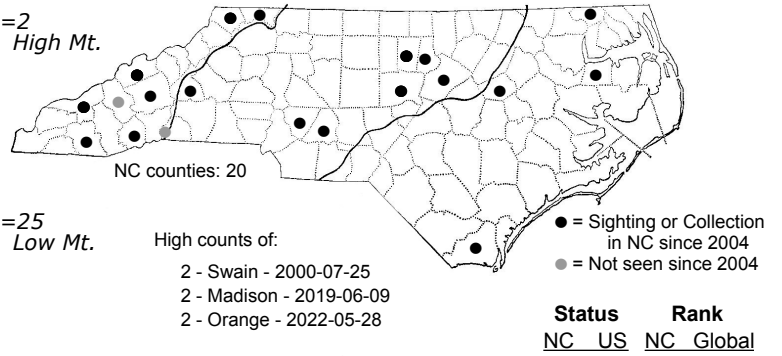 =2
High Mt.
NC counties: 20
=25
Low Mt.
High counts of:
2 - Swain - 2000-07-25
2 - Madison - 2019-06-09
2 - Orange - 2022-05-28
● = Sighting or Collection
in NC since 2004
● = Not seen since 2004
Status Rank
NC US NC Global